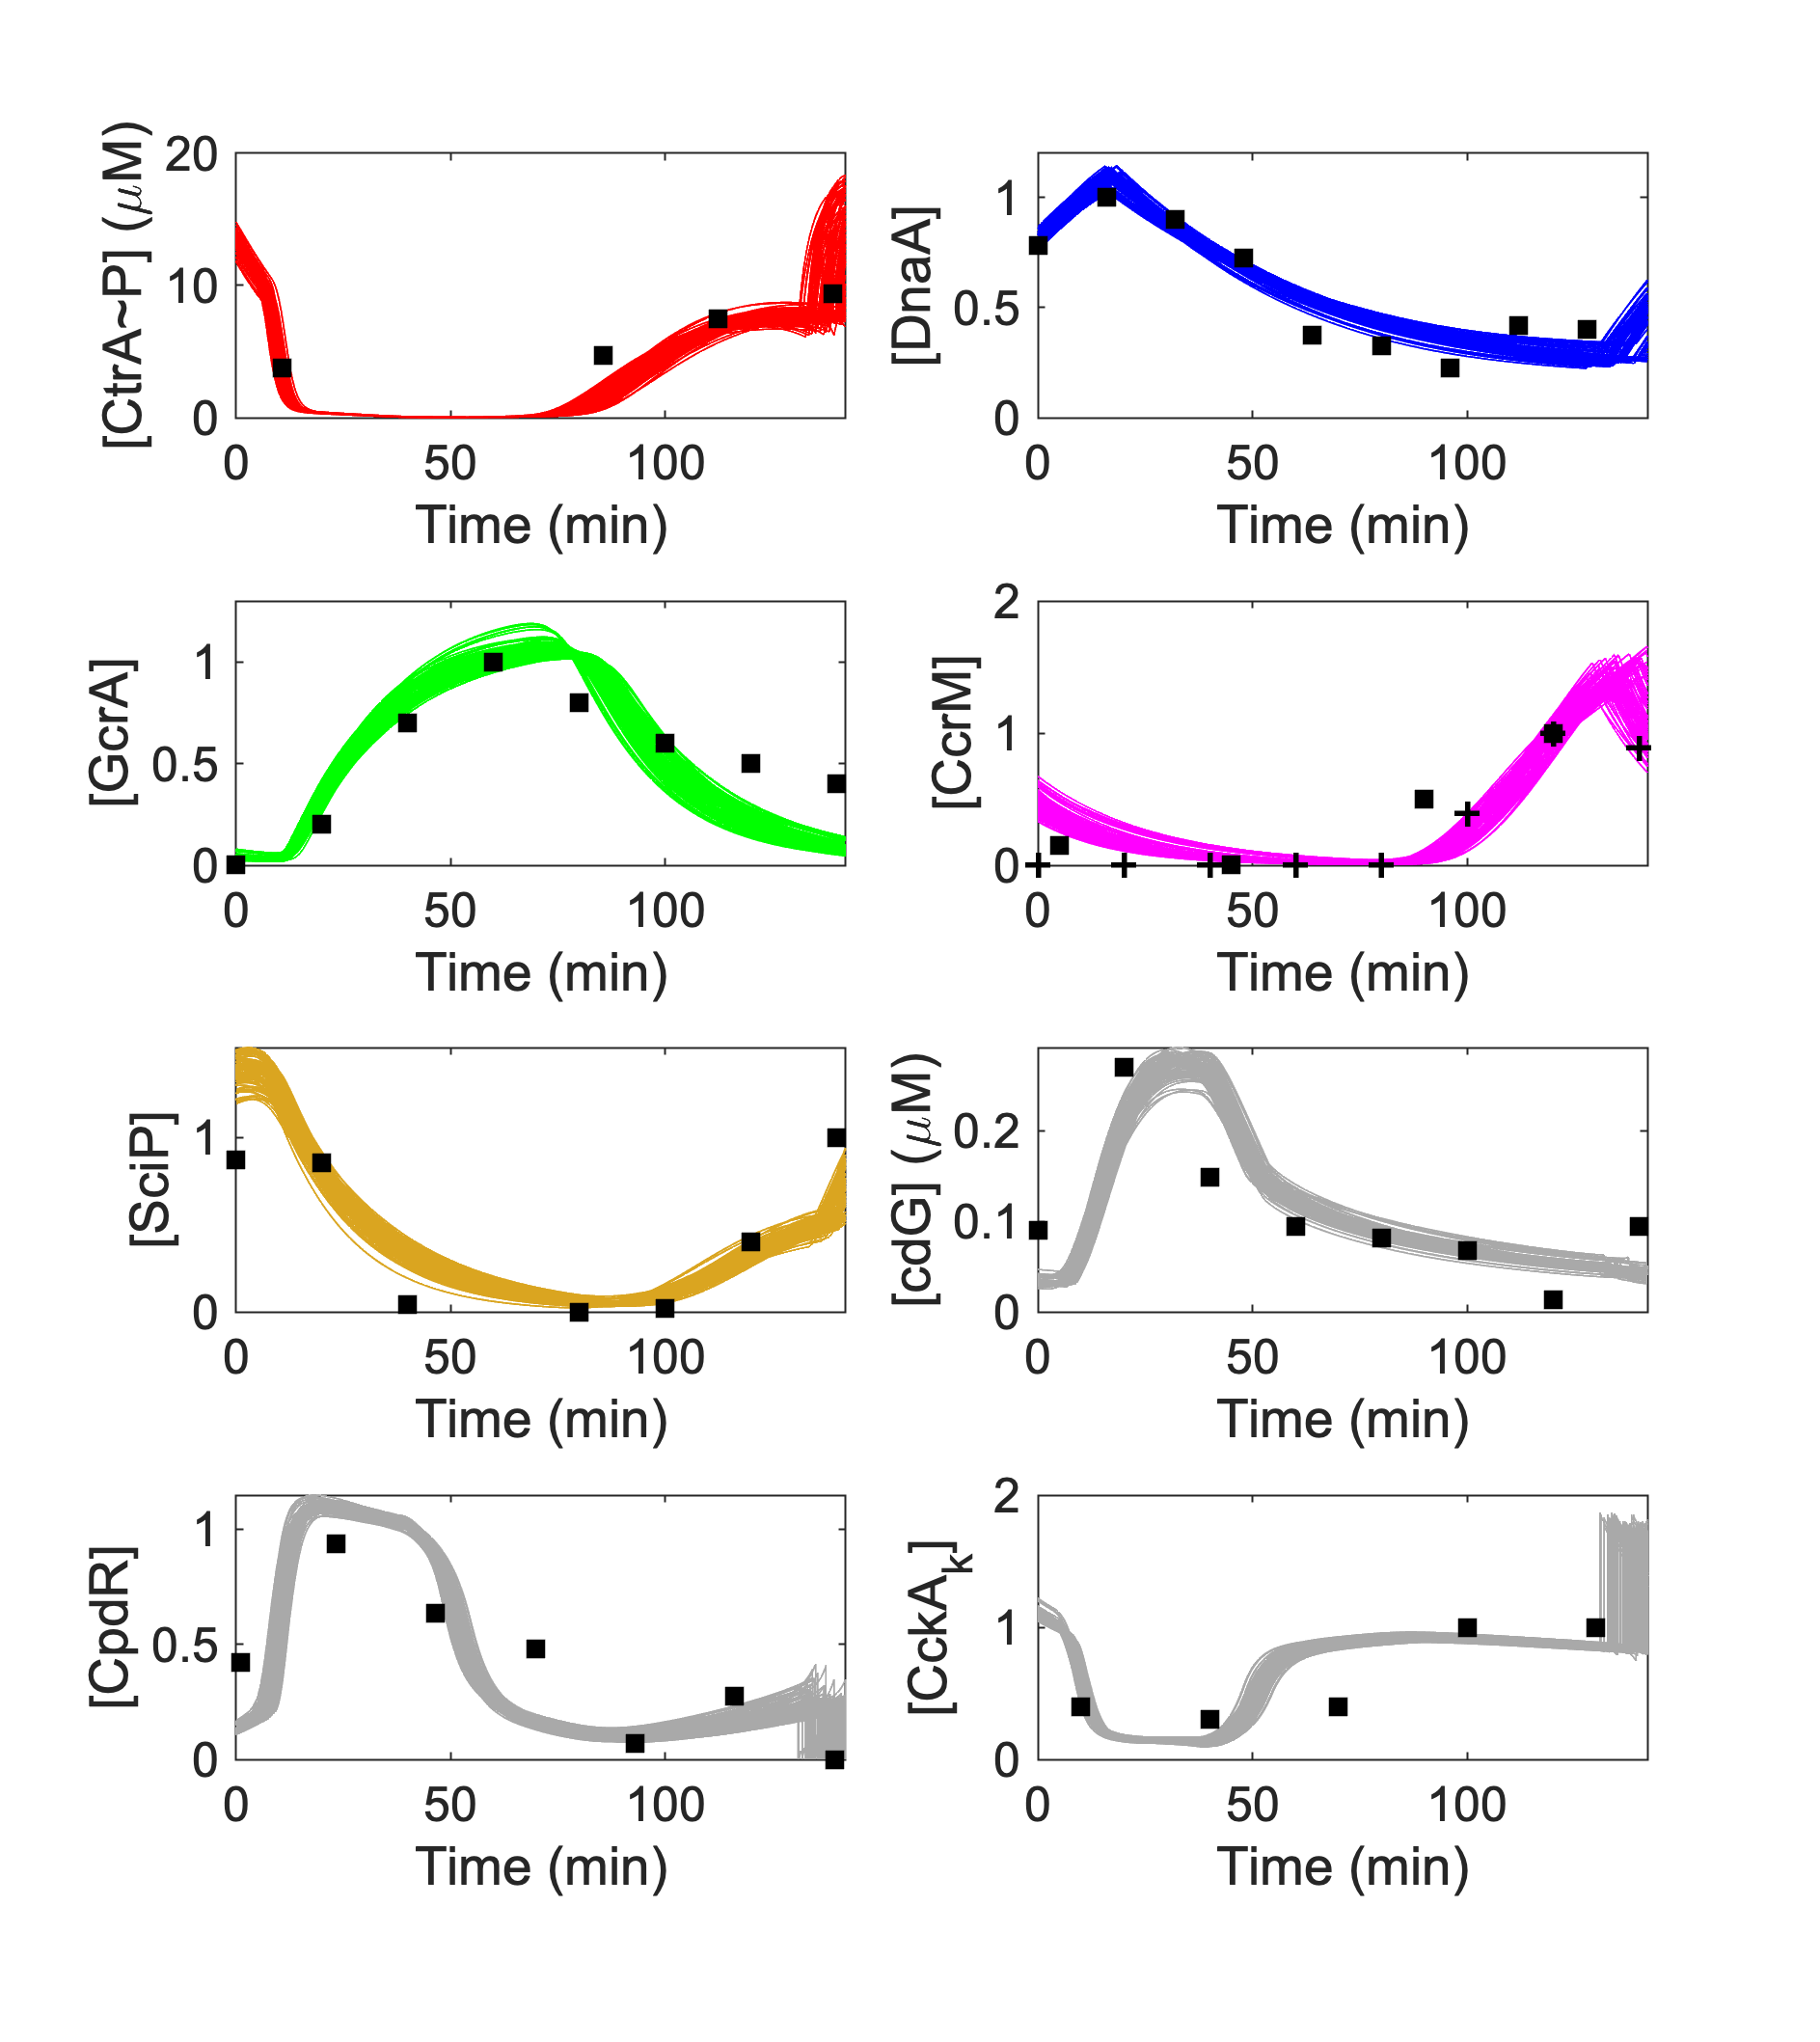 [CtrA~P] (μM)
20
10
0
0 50 100
Time (min)
[DnaA]
1
0.5
0
0 50 100
Time (min)
[GcrA]
1
0.5
0
0 50 100
Time (min)
[CcrM]
2
1
0
0 50 100
Time (min)
[SciP]
1
0
0 50 100
Time (min)
[cdG] (μM)
0.2
0.1
0
0 50 100
Time (min)
[CpdR]
1
0.5
0
0 50 100
Time (min)
[CckAk]
2
1
0
0 50 100
Time (min)